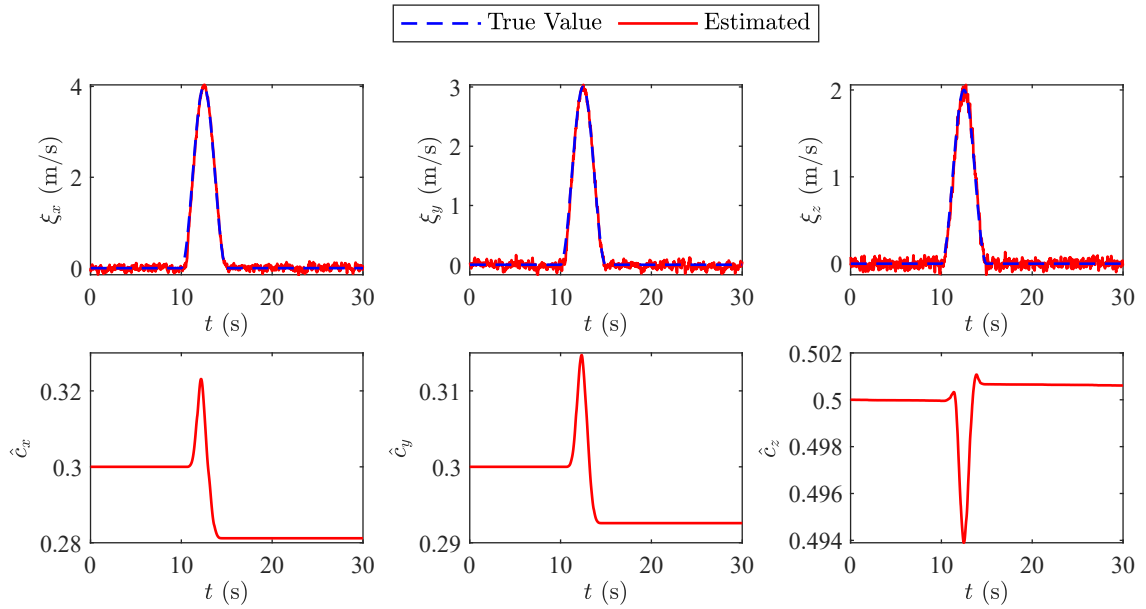 True Value Estimated
4
2
0
ξx (m/s)
0 10 20 30
t (s)
3
2
1
0
ξy (m/s)
0 10 20 30
t (s)
2
1
0
ξz (m/s)
0 10 20 30
t (s)
0.32
0.3
0.28
ĉx
0 10 20 30
t (s)
0.31
0.3
0.29
ĉy
0 10 20 30
t (s)
0.502
0.5
0.498
0.496
0.494
ĉz
0 10 20 30
t (s)